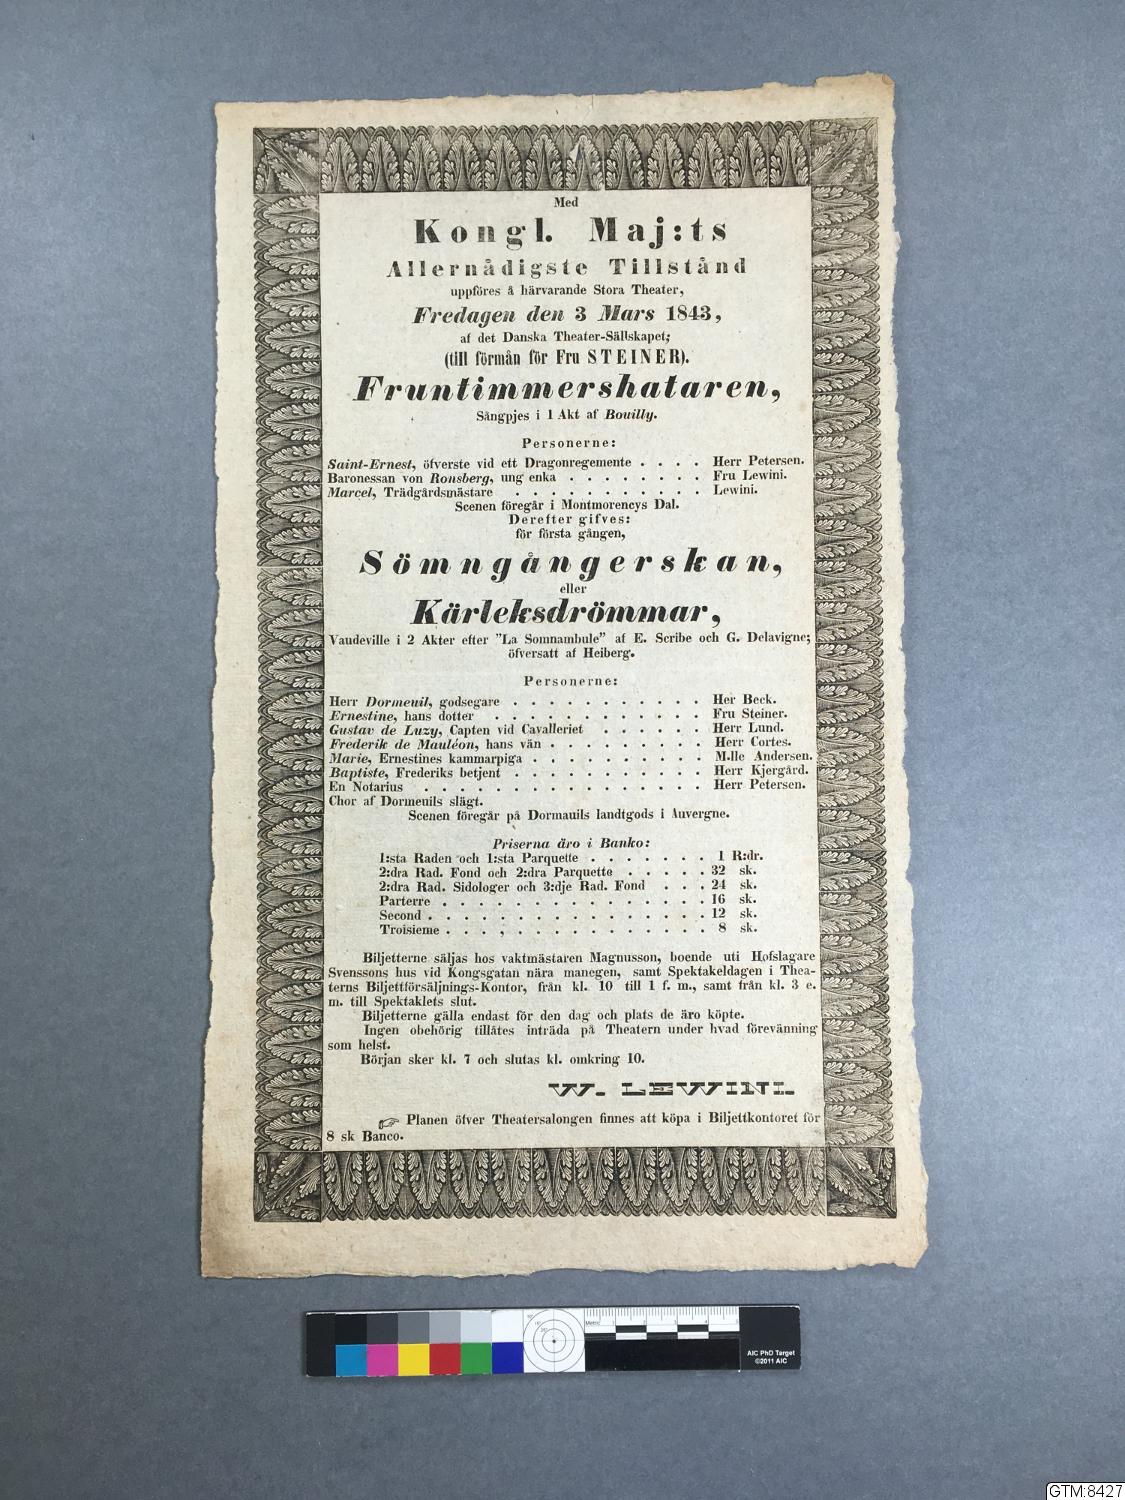 Med
Kongl. Maj:ts
Allernådigste Tillstånd
uppföres å härvarande Stora Theater,
Fredagen den 3 Mars 1843,
af det Danska Theater-Sällskapet;
(till förmån för Fru STEINER).
Fruntimmershataren,
Sångpjes i 1 Akt af Bouilly.
Personerne:
Saint-Ernest, öfverste vid ett Dragonregemente . . . . Herr Petersen.
Baronessan von Ronsberg, ung enka . . . . . . . . Fru Lewini.
Marcel, Trädgårdsmästare . . . . . . . . . . . Lewini.
Scenen föregår i Montmorencys Dal.
Derefter gifves:
för första gången,
Sömngångerskan,
eller
Kärleksdrömmar,
Vaudeville i 2 Akter efter "La Somnambule" af E. Scribe och G. Delavigne;
öfversatt af Heiberg.
Personerne:
Herr Dormeuil, godsegare . . . . . . . . . . . Her Beck.
Ernestine, hans dotter . . . . . . . . . . . . Fru Steiner.
Gustav de Luzy, Capten vid Cavalleriet . . . . . . Herr Lund.
Frederik de Mauléon, hans vän . . . . . . . . . Herr Cortes.
Marie, Ernestines kammarpiga . . . . . . . . . . M.lle Andersen.
Baptiste, Frederiks betjent . . . . . . . . . . . Herr Kjergård.
En Notarius . . . . . . . . . . . . . . . . Herr Petersen.
Chor af Dormeuils slägt.
Scenen föregår på Dormauils landtgods i Auvergne.
Priserna äro i Banko:
1:sta Raden och 1:sta Parquette . . . . . . . 1 R:dr.
2:dra Rad. Fond och 2:dra Parquette . . . . . 32 sk.
2:dra Rad. Sidologer och 3:dje Rad. Fond . . . 24 sk.
Parterre . . . . . . . . . . . . . . . 16 sk.
Second . . . . . . . . . . . . . . . . 12 sk.
Troisieme . . . . . . . . . . . . . . . 8 sk.
Biljetterne säljas hos vaktmästaren Magnusson, boende uti Hofslagare
Svenssons hus vid Kongsgatan nära manegen, samt Spektakeldagen i Thea-
terns Biljettförsäljnings-Kontor, från kl. 10 till 1 f. m., samt från kl. 3 e.
m. till Spektaklets slut.
Biljetterne gälla endast för den dag och plats de äro köpte.
Ingen obehörig tillåtes inträda på Theatern under hvad förevänning
som helst.
Början sker kl. 7 och slutas kl. omkring 10.
W. LEWINI.
☞ Planen öfver Theatersalongen finnes att köpa i Biljettkontoret för
8 sk Banco.
Metric 1 2 3 4 5
AIC PhD Target
©2011 AIC
GTM:8427